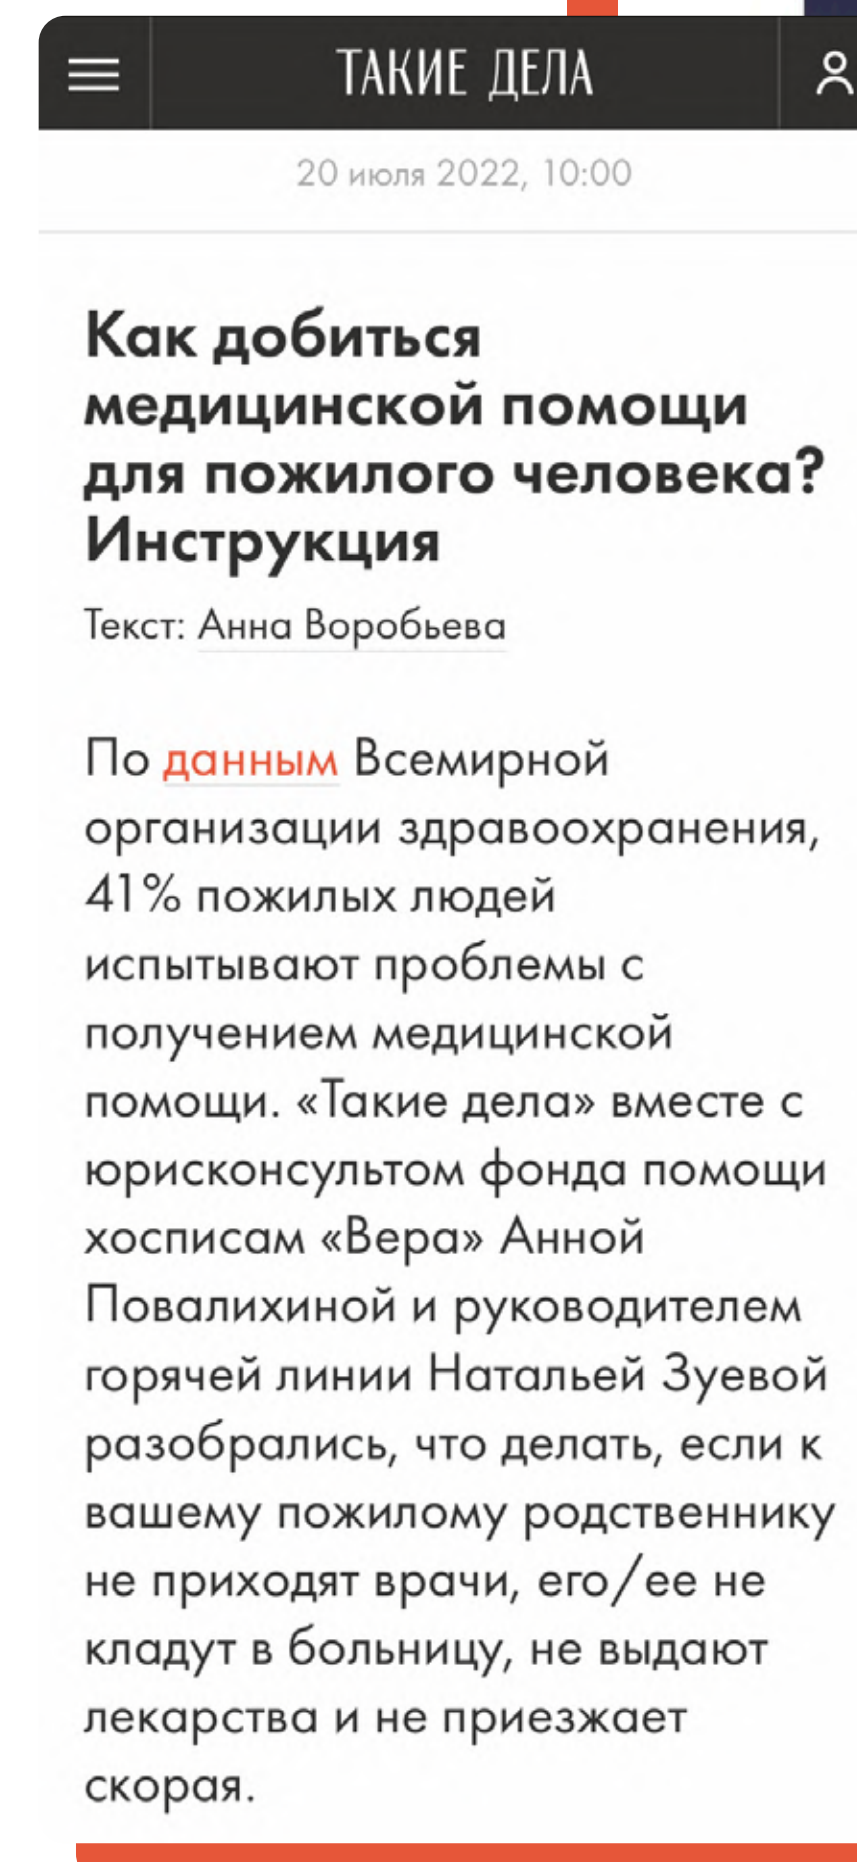 ТАКИЕ ДЕЛА
20 июля 2022, 10:00
Как добиться
медицинской помощи
для пожилого человека?
Инструкция
Текст: Анна Воробьева
По данным Всемирной
организации здравоохранения,
41% пожилых людей
испытывают проблемы с
получением медицинской
помощи. «Такие дела» вместе с
юрисконсультом фонда помощи
хосписам «Вера» Анной
Повалихиной и руководителем
горячей линии Натальей Зуевой
разобрались, что делать, если к
вашему пожилому родственнику
не приходят врачи, его/ее не
кладут в больницу, не выдают
лекарства и не приезжает
скорая.